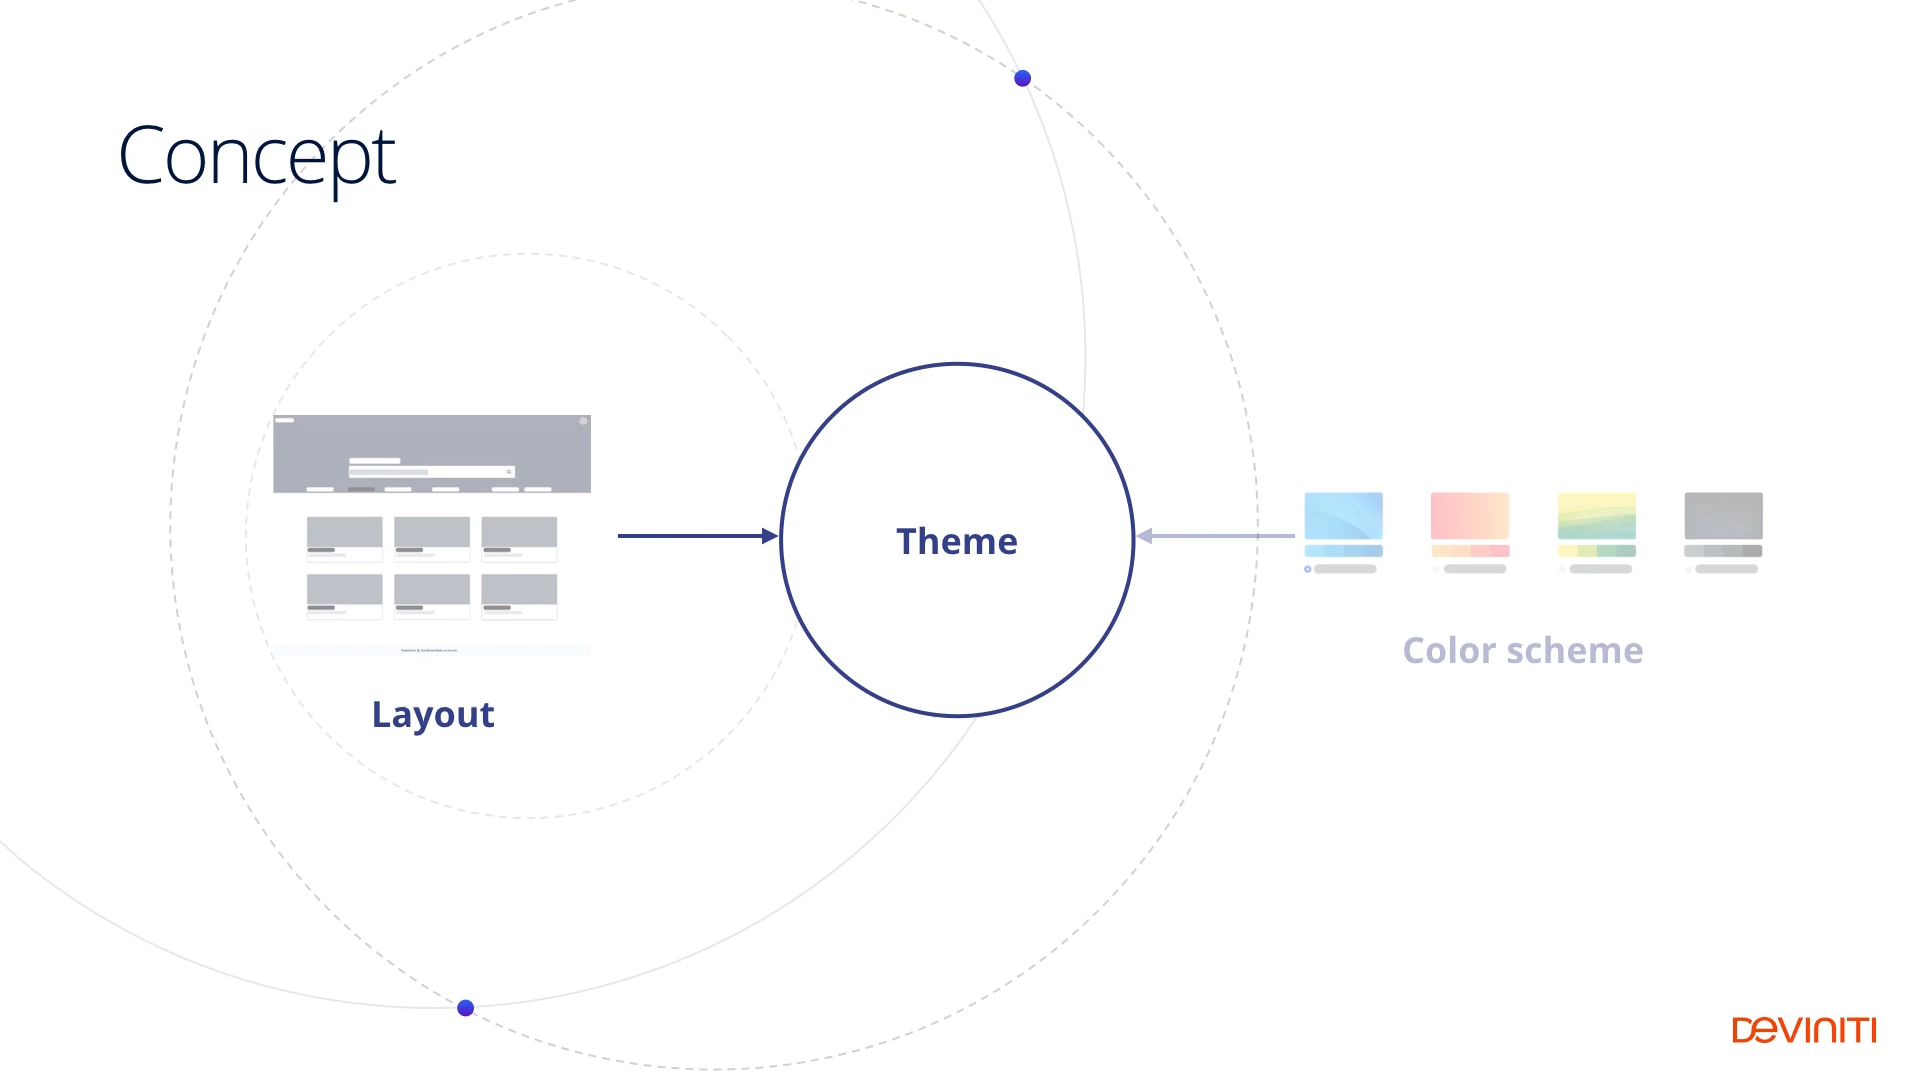 Concept
Theme
Color scheme
Layout
DEVINITI